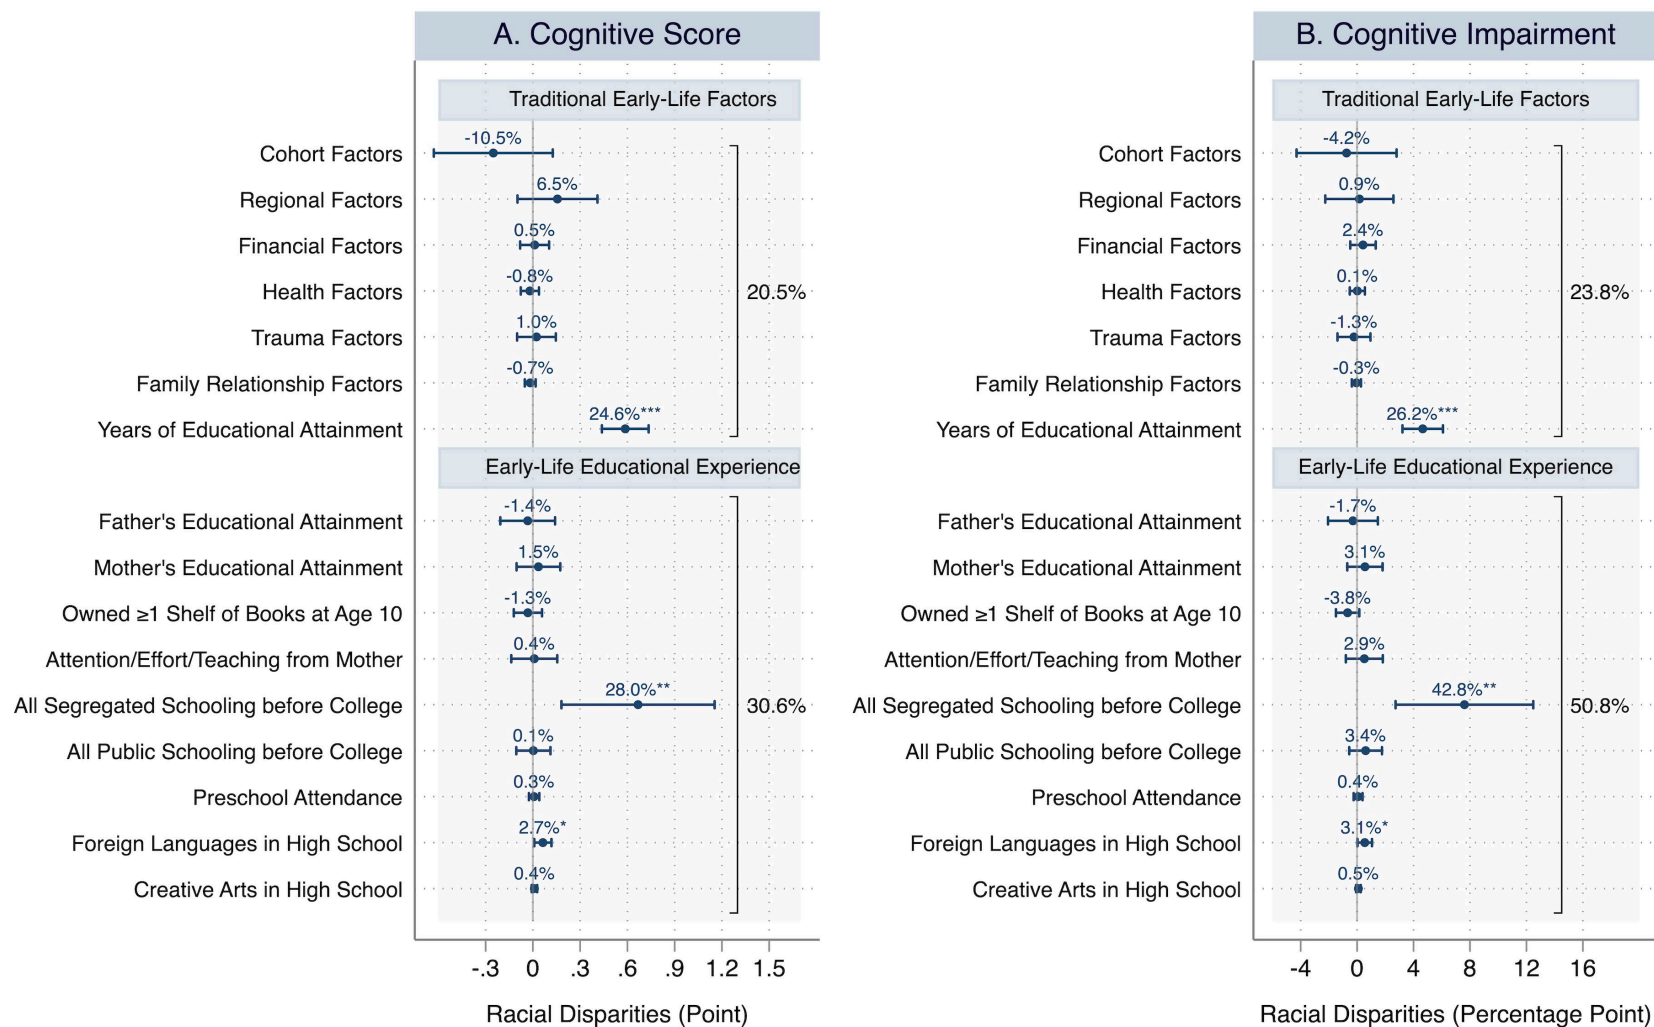 A. Cognitive Score
Traditional Early-Life Factors
Cohort Factors
-10.5%
Regional Factors
6.5%
Financial Factors
0.5%
Health Factors
-0.8%
20.5%
Trauma Factors
1.0%
Family Relationship Factors
-0.7%
Years of Educational Attainment
24.6%***
Early-Life Educational Experience
Father's Educational Attainment
-1.4%
Mother's Educational Attainment
1.5%
Owned ≥1 Shelf of Books at Age 10
-1.3%
Attention/Effort/Teaching from Mother
0.4%
All Segregated Schooling before College
28.0%**
30.6%
All Public Schooling before College
0.1%
Preschool Attendance
0.3%
Foreign Languages in High School
2.7%*
Creative Arts in High School
0.4%
-.3 0 .3 .6 .9 1.2 1.5
Racial Disparities (Point)
B. Cognitive Impairment
Traditional Early-Life Factors
Cohort Factors
-4.2%
Regional Factors
0.9%
Financial Factors
2.4%
Health Factors
0.1%
23.8%
Trauma Factors
-1.3%
Family Relationship Factors
-0.3%
Years of Educational Attainment
26.2%***
Early-Life Educational Experience
Father's Educational Attainment
-1.7%
Mother's Educational Attainment
3.1%
Owned ≥1 Shelf of Books at Age 10
-3.8%
Attention/Effort/Teaching from Mother
2.9%
All Segregated Schooling before College
42.8%**
50.8%
All Public Schooling before College
3.4%
Preschool Attendance
0.4%
Foreign Languages in High School
3.1%*
Creative Arts in High School
0.5%
-4 0 4 8 12 16
Racial Disparities (Percentage Point)